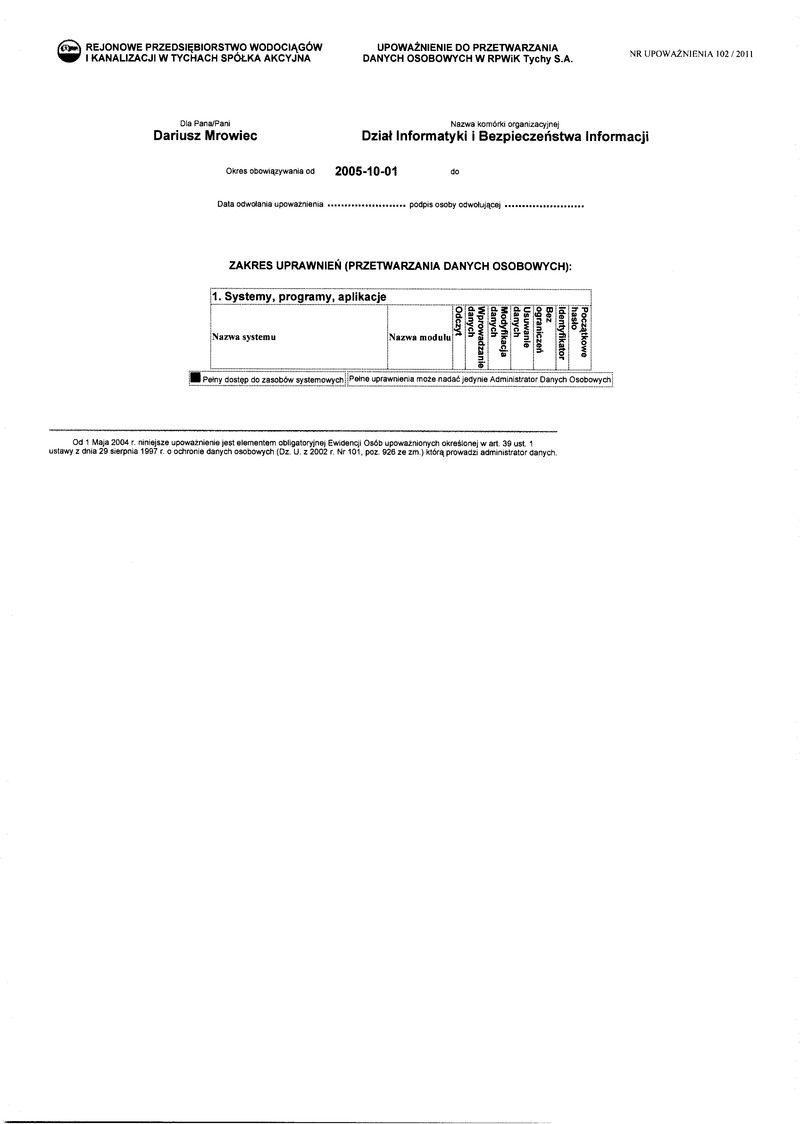 REJONOWE PRZEDSIĘBIORSTWO WODOCIĄGÓW
I KANALIZACJI W TYCHACH SPÓŁKA AKCYJNA
UPOWAŻNIENIE DO PRZETWARZANIA
DANYCH OSOBOWYCH W RPWiK Tychy S.A.
NR UPOWAŻNIENIA 102 / 2011
Dla Pana/Pani
Dariusz Mrowiec
Nazwa komórki organizacyjnej
Dział Informatyki i Bezpieczeństwa Informacji
Okres obowiązywania od 2005-10-01 do
Data odwołania upoważnienia ....................... podpis osoby odwołującej .......................
ZAKRES UPRAWNIEŃ (PRZETWARZANIA DANYCH OSOBOWYCH):
1. Systemy, programy, aplikacje
Nazwa systemu
Nazwa modułu
Odczyt
Wprowadzanie
danych
Modyfikacja
danych
Usuwanie
danych
Bez
ograniczeń
Identyfikator
Początkowe
hasło
Pełny dostęp do zasobów systemowych
Pełne uprawnienia może nadać jedynie Administrator Danych Osobowych
Od 1 Maja 2004 r. niniejsze upoważnienie jest elementem obligatoryjnej Ewidencji Osób upoważnionych określonej w art. 39 ust. 1
ustawy z dnia 29 sierpnia 1997 r. o ochronie danych osobowych (Dz. U. z 2002 r. Nr 101, poz. 926 ze zm.) którą prowadzi administrator danych.